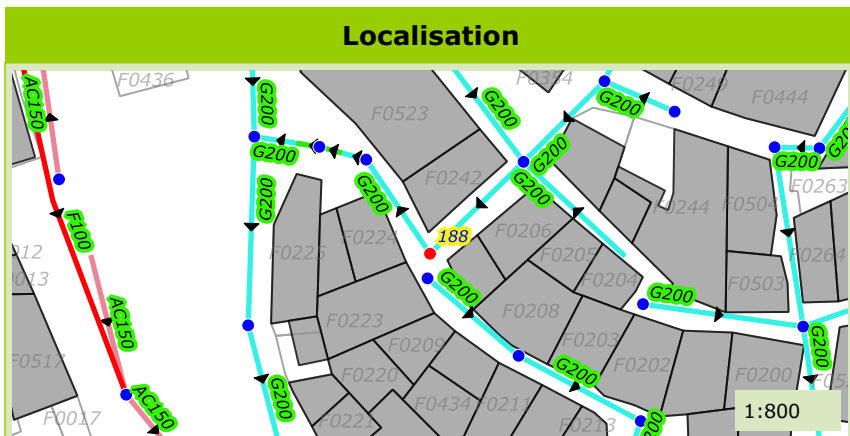 Localisation
F0436
F0354
F0249
F0444
AC150
G200
F0523
G200
G200
G200
G200
G200
G200
F0242
G200
G200
F0263
F0244
F0504
G200
188
F0206
F0224
F0225
F100
F0205
F0264
F0204
F0503
G200
G200
AC150
F0208
F0223
F0203
F0209
F0202
G200
F0517
F0220
G200
F0200
AC150
G200
F0434
F0211
F0017
F0221
F0213
1:800